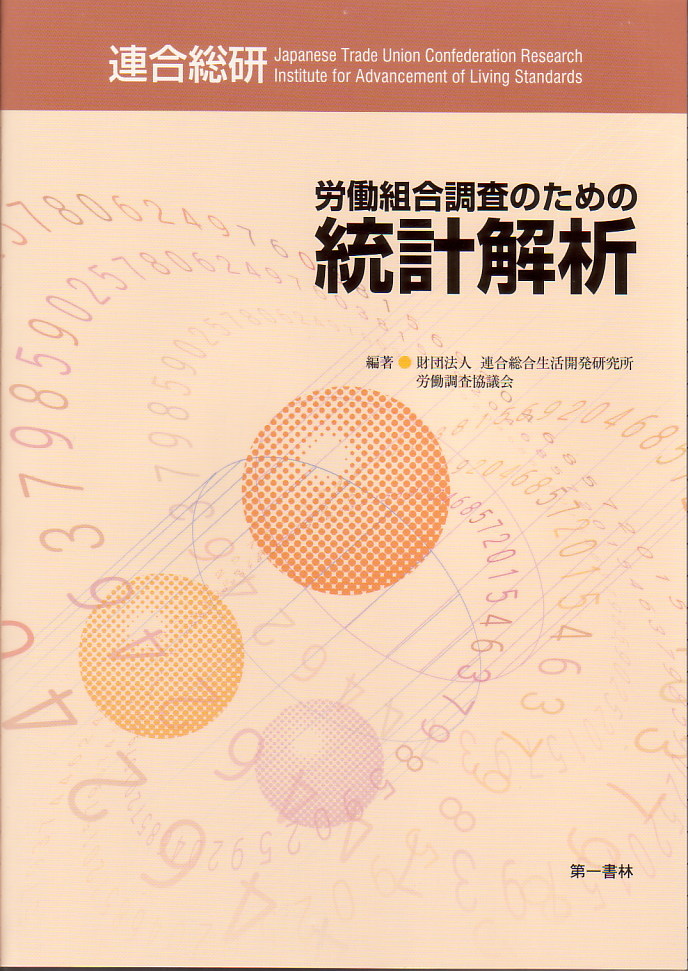 連合総研
Japanese Trade Union Confederation Research
Institute for Advancement of Living Standards
労働組合調査のための
統計解析
編著●財団法人 連合総合生活開発研究所
労働調査協議会
第一書林